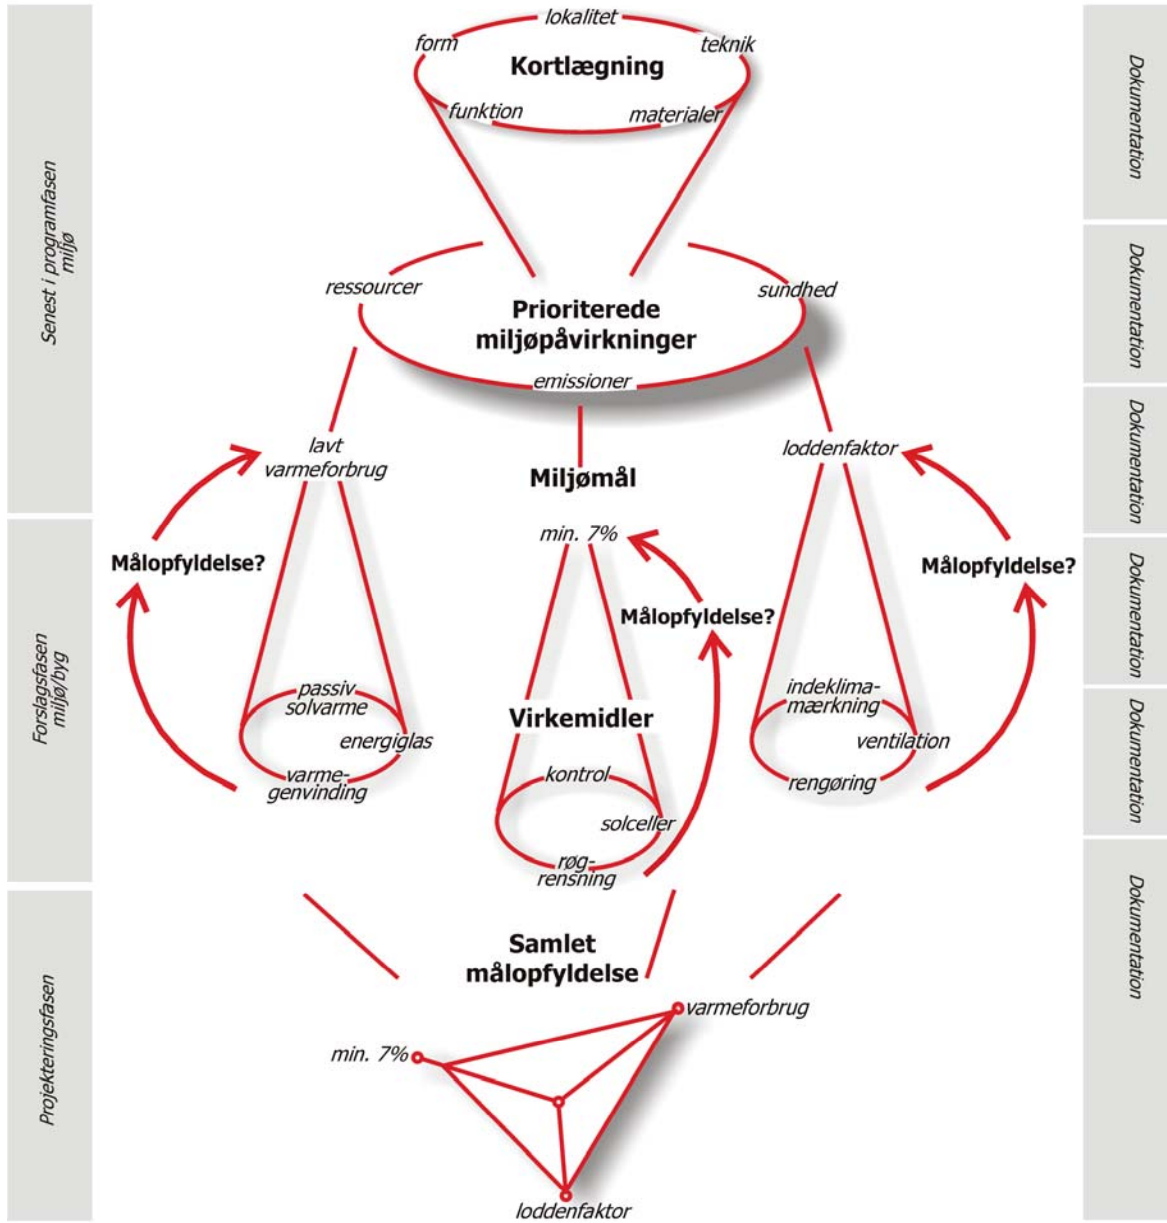 lokalitet
form
teknik
Kortlægning
funktion
materialer
ressourcer
sundhed
Prioriterede
miljøpåvirkninger
emissioner
lavt
varmeforbrug
Miljømål
loddenfaktor
min. 7%
Målopfyldelse?
Målopfyldelse?
Målopfyldelse?
passiv
solvarme
energiglas
varme-
genvinding
Virkemidler
kontrol
solceller
røg-
rensning
indeklima-
mærkning
ventilation
rengøring
Samlet
målopfyldelse
varmeforbrug
min. 7%
loddenfaktor
Senest i programfasen
miljø
Forslagsfasen
miljø/byg
Projekteringsfasen
Dokumentation
Dokumentation
Dokumentation
Dokumentation
Dokumentation
Dokumentation